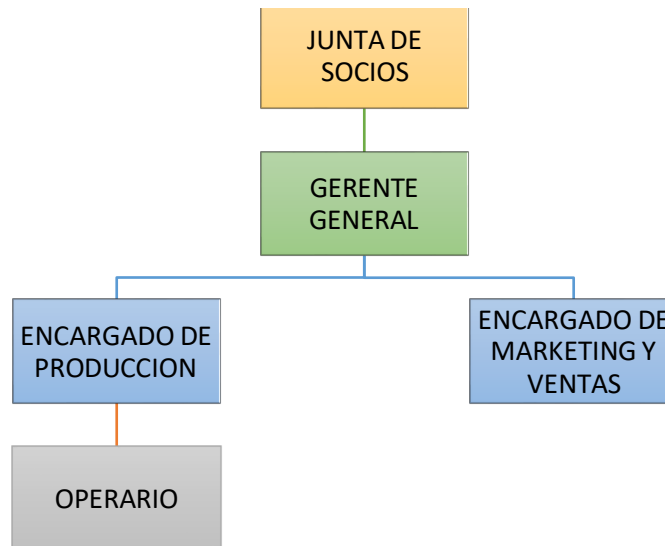 JUNTA DE
SOCIOS
GERENTE
GENERAL
ENCARGADO DE
PRODUCCION
ENCARGADO DE
MARKETING Y
VENTAS
OPERARIO